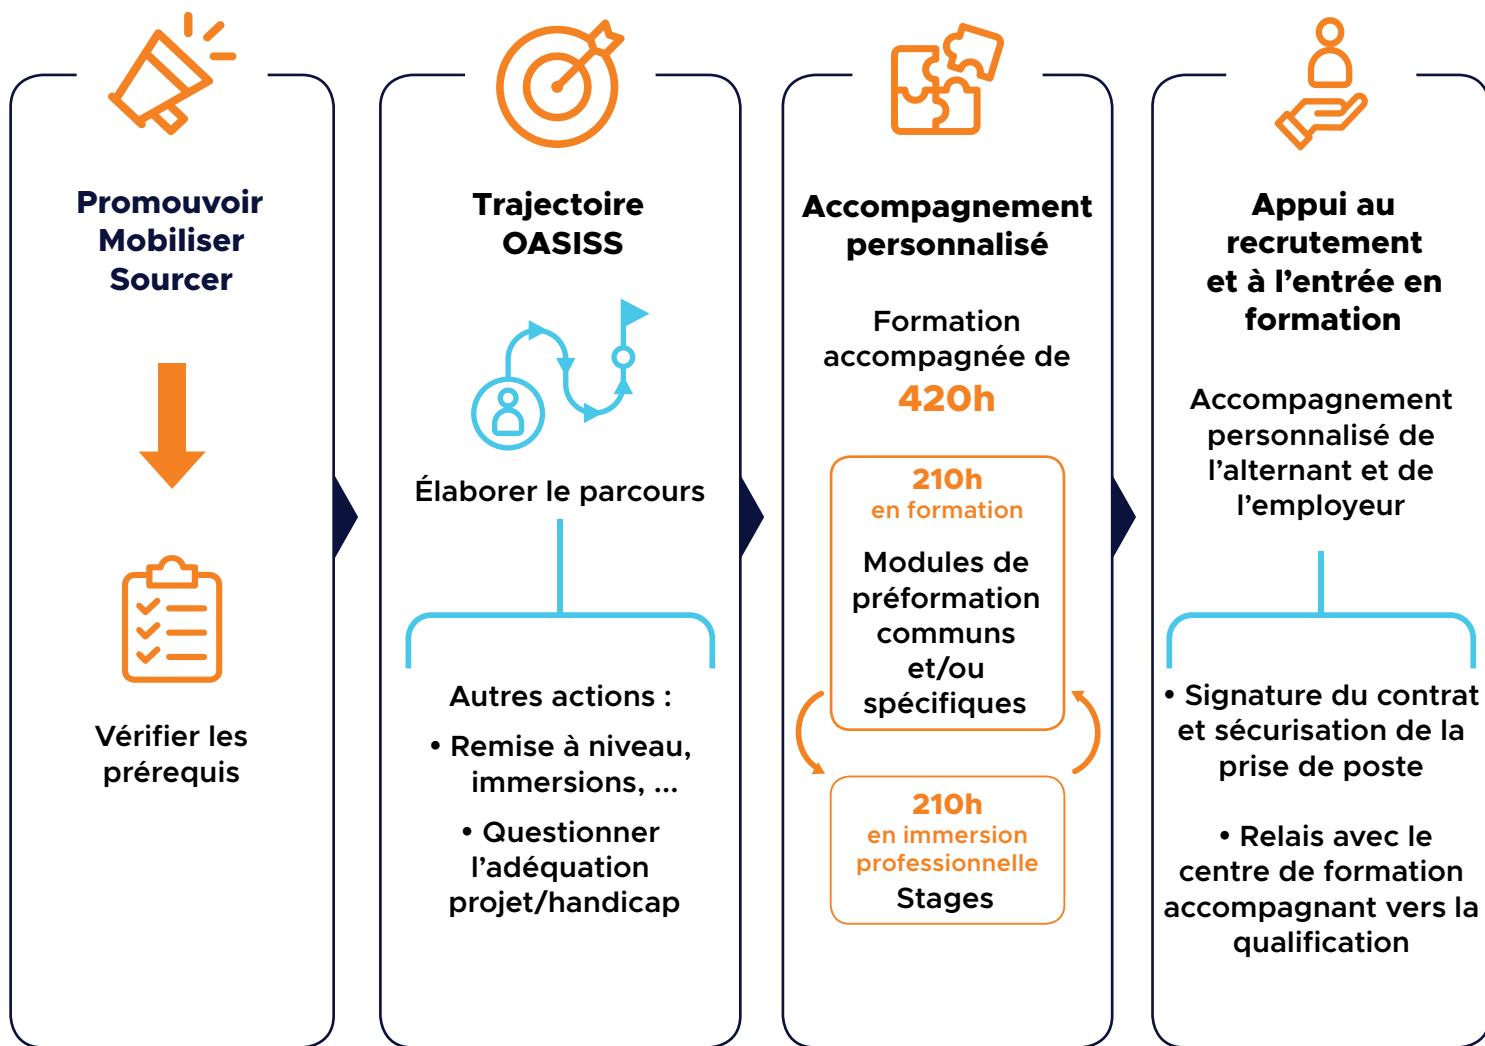 Promouvoir
Mobiliser
Sourcer
Vérifier les
prérequis
Trajectoire
OASISS
Élaborer le parcours
Autres actions :
• Remise à niveau,
immersions, ...
• Questionner
l’adéquation
projet/handicap
Accompagnement
personnalisé
Formation
accompagnée de
420h
210h
en formation
Modules de
préformation
communs
et/ou
spécifiques
210h
en immersion
professionnelle
Stages
Appui au
recrutement
et à l’entrée en
formation
Accompagnement
personnalisé de
l’alternant et de
l’employeur
• Signature du contrat
et sécurisation de la
prise de poste
• Relais avec le
centre de formation
accompagnant vers la
qualification